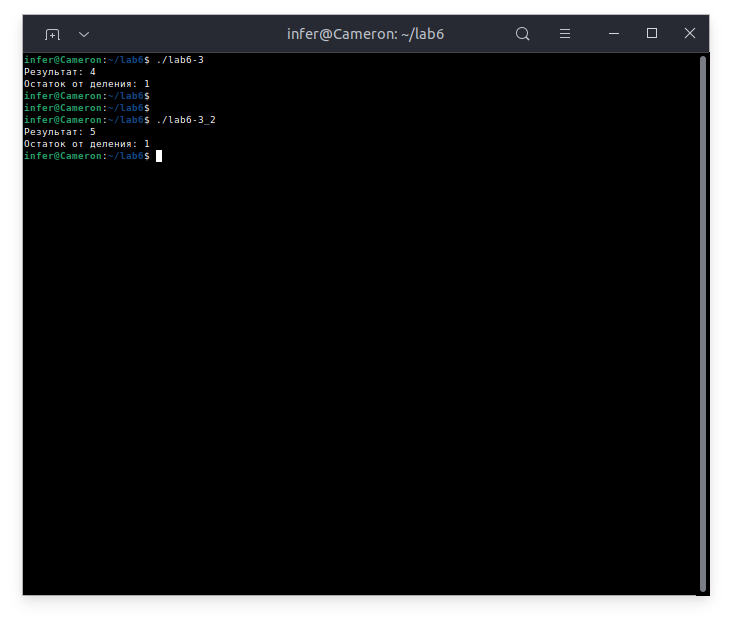 infer@Cameron: ~/lab6
infer@Cameron:~/lab6$ ./lab6-3
Результат: 4
Остаток от деления: 1
infer@Cameron:~/lab6$
infer@Cameron:~/lab6$
infer@Cameron:~/lab6$ ./lab6-3_2
Результат: 5
Остаток от деления: 1
infer@Cameron:~/lab6$